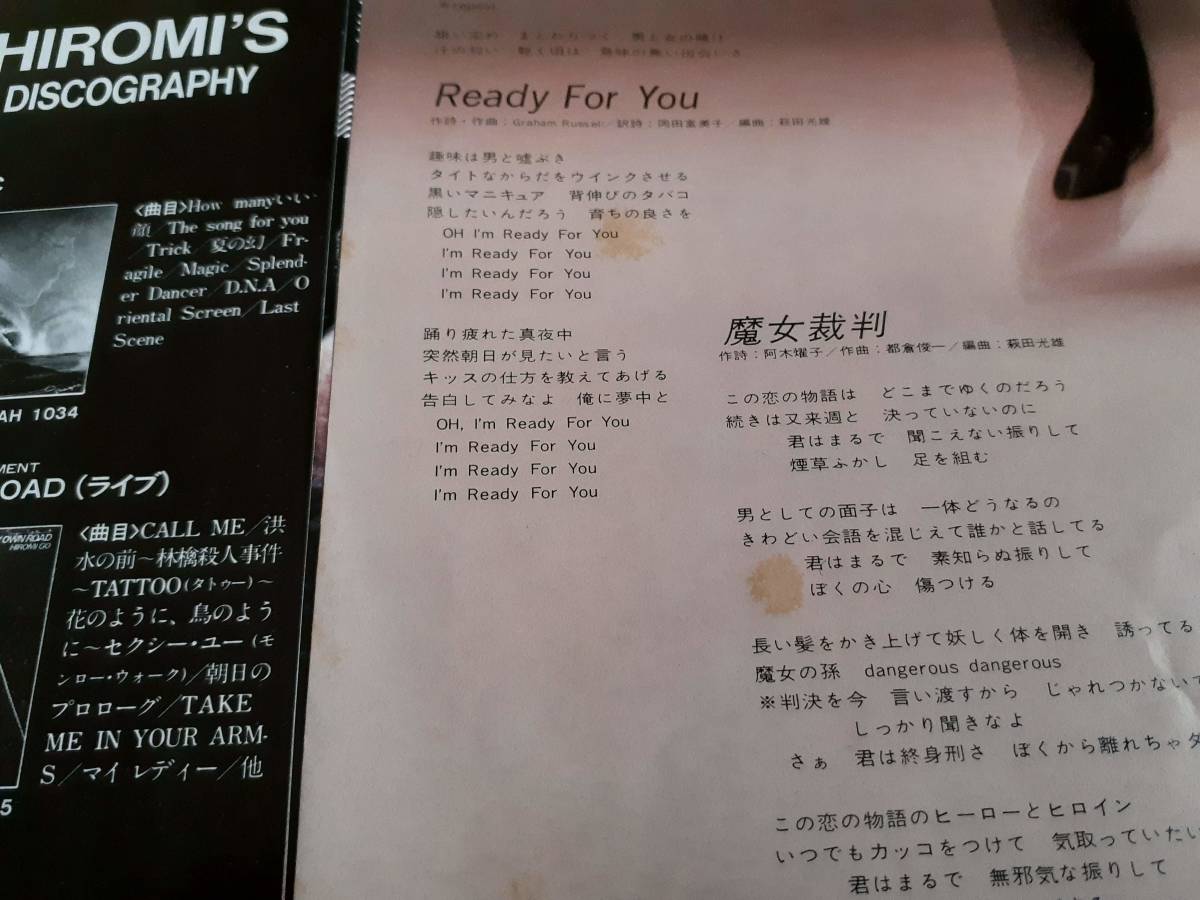 HIROMI'S
DISCOGRAPHY
<曲目>How manyいい
顔/The song for you
/Trick/夏の幻/Fr-
agile/Magic/Splend-
er Dancer/D.N.A/O
riental Screen/Last
Scene
AH 1034
MENT
OAD(ライブ)
YTOWN ROAD
HIROMI GO
<曲目>CALL ME/洪
水の前〜林檎殺人事件
〜TATTOO(タトゥー)〜
花のように、鳥のよう
に〜セクシー・ユー(モ
ンロー・ウォーク)/朝日の
プロローグ/TAKE
ME IN YOUR ARM-
S/マイ レディー/他
5
Ready For You
作詩・作曲:Graham Russel/訳詩:岡田冨美子/編曲:萩田光雄
趣味は男と嘘ぶき
タイトなからだをウインクさせる
黒いマニキュア 背伸びのタバコ
隠したいんだろう 育ちの良さを
OH I'm Ready For You
I'm Ready For You
I'm Ready For You
I'm Ready For You
踊り疲れた真夜中
突然朝日が見たいと言う
キッスの仕方を教えてあげる
告白してみなよ 俺に夢中と
OH, I'm Ready For You
I'm Ready For You
I'm Ready For You
I'm Ready For You
魔女裁判
作詩:阿木燿子/作曲:都倉俊一/編曲:萩田光雄
この恋の物語は どこまでゆくのだろう
続きは又来週と 決っていないのに
君はまるで 聞こえない振りして
煙草ふかし 足を組む
男としての面子は 一体どうなるの
きわどい会語を混じえて誰かと話してる
君はまるで 素知らぬ振りして
ぼくの心 傷つける
長い髪をかき上げて妖しく体を開き 誘ってる
魔女の孫 dangerous dangerous
※判決を今 言い渡すから じゃれつかないで
しっかり聞きなよ
さぁ 君は終身刑さ ぼくから離れちゃダ
この恋の物語のヒーローとヒロイン
いつでもカッコをつけて 気取っていたい
君はまるで 無邪気な振りして